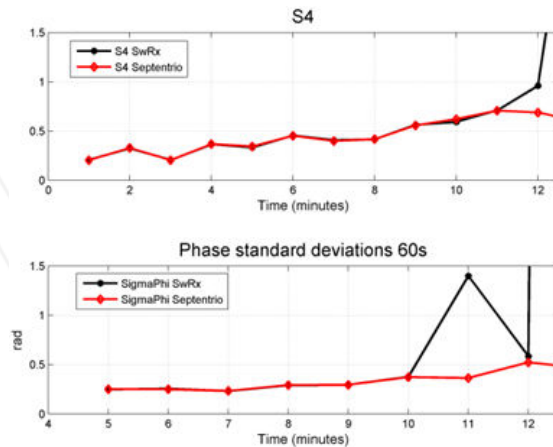 S4
1.5
S4 SwRx
S4 Septentrio
1
0.5
0
0 2 4 6 8 10 12
Time (minutes)
Phase standard deviations 60s
1.5
SigmaPhi SwRx
SigmaPhi Septentrio
1
rad
0.5
0
4 5 6 7 8 9 10 11 12
Time (minutes)